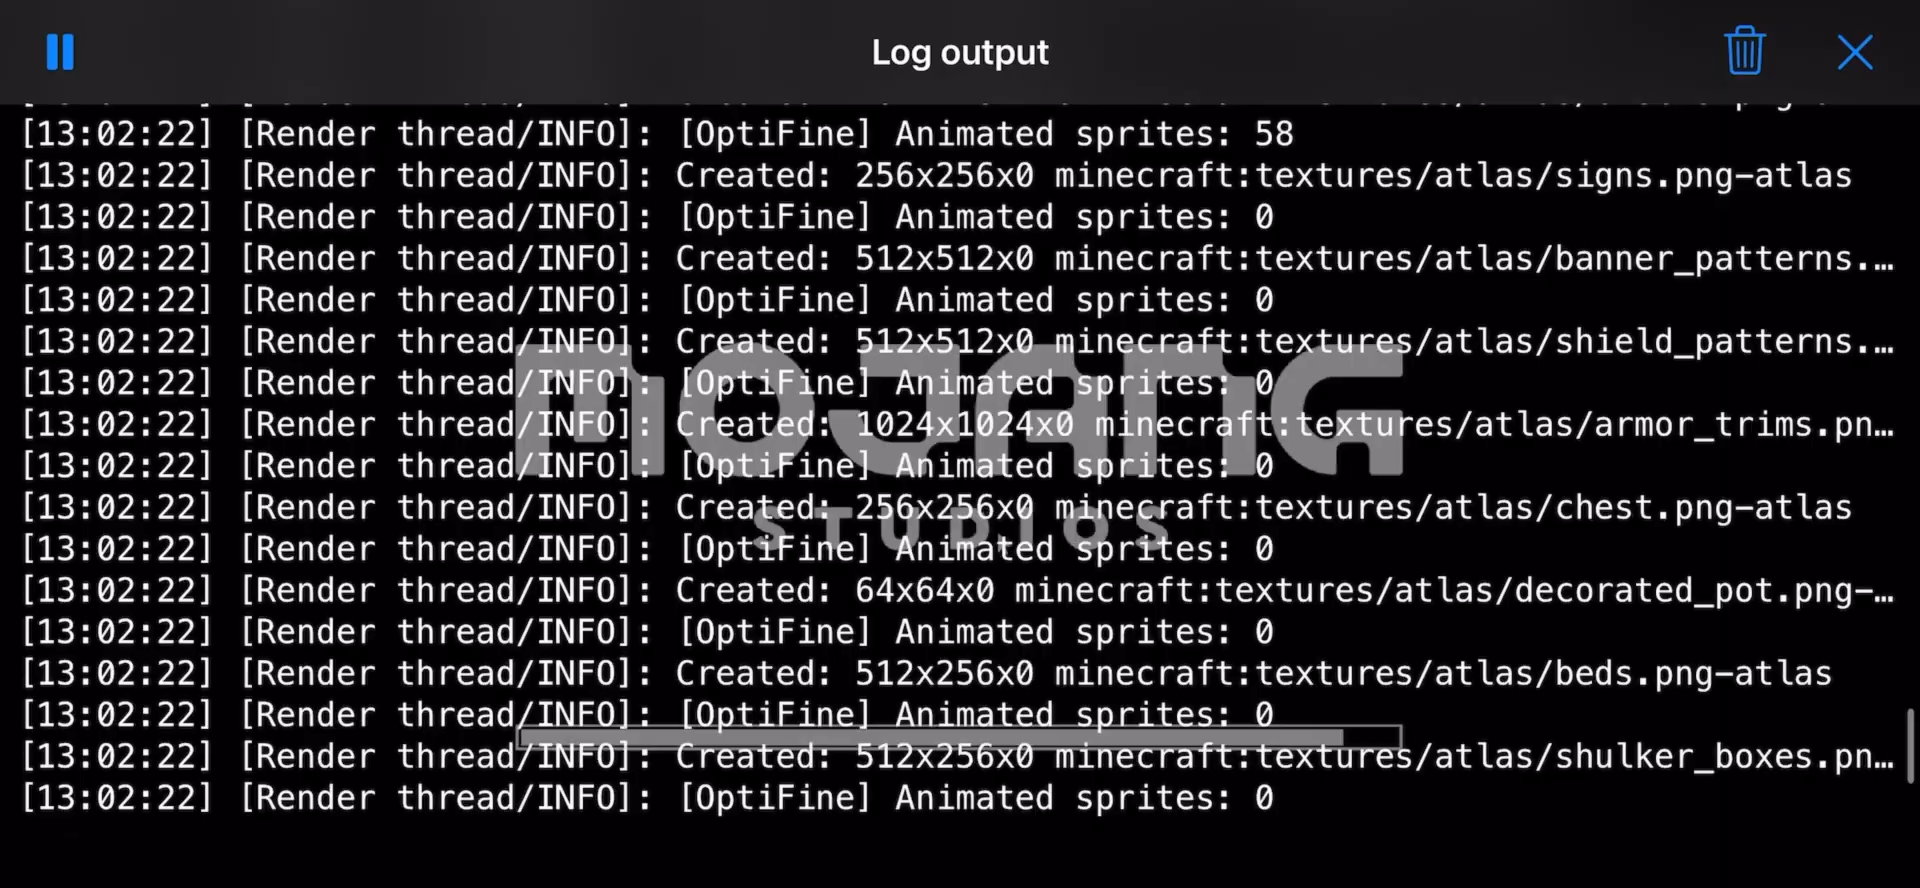 Log output
[13:02:22] [Render thread/INFO]: [OptiFine] Animated sprites: 58
[13:02:22] [Render thread/INFO]: Created: 256x256x0 minecraft:textures/atlas/signs.png-atlas
[13:02:22] [Render thread/INFO]: [OptiFine] Animated sprites: 0
[13:02:22] [Render thread/INFO]: Created: 512x512x0 minecraft:textures/atlas/banner_patterns.…
[13:02:22] [Render thread/INFO]: [OptiFine] Animated sprites: 0
[13:02:22] [Render thread/INFO]: Created: 512x512x0 minecraft:textures/atlas/shield_patterns.…
[13:02:22] [Render thread/INFO]: [OptiFine] Animated sprites: 0
[13:02:22] [Render thread/INFO]: Created: 1024x1024x0 minecraft:textures/atlas/armor_trims.pn…
[13:02:22] [Render thread/INFO]: [OptiFine] Animated sprites: 0
[13:02:22] [Render thread/INFO]: Created: 256x256x0 minecraft:textures/atlas/chest.png-atlas
[13:02:22] [Render thread/INFO]: [OptiFine] Animated sprites: 0
[13:02:22] [Render thread/INFO]: Created: 64x64x0 minecraft:textures/atlas/decorated_pot.png-…
[13:02:22] [Render thread/INFO]: [OptiFine] Animated sprites: 0
[13:02:22] [Render thread/INFO]: Created: 512x256x0 minecraft:textures/atlas/beds.png-atlas
[13:02:22] [Render thread/INFO]: [OptiFine] Animated sprites: 0
[13:02:22] [Render thread/INFO]: Created: 512x256x0 minecraft:textures/atlas/shulker_boxes.pn…
[13:02:22] [Render thread/INFO]: [OptiFine] Animated sprites: 0
MOJANG
STUDIOS